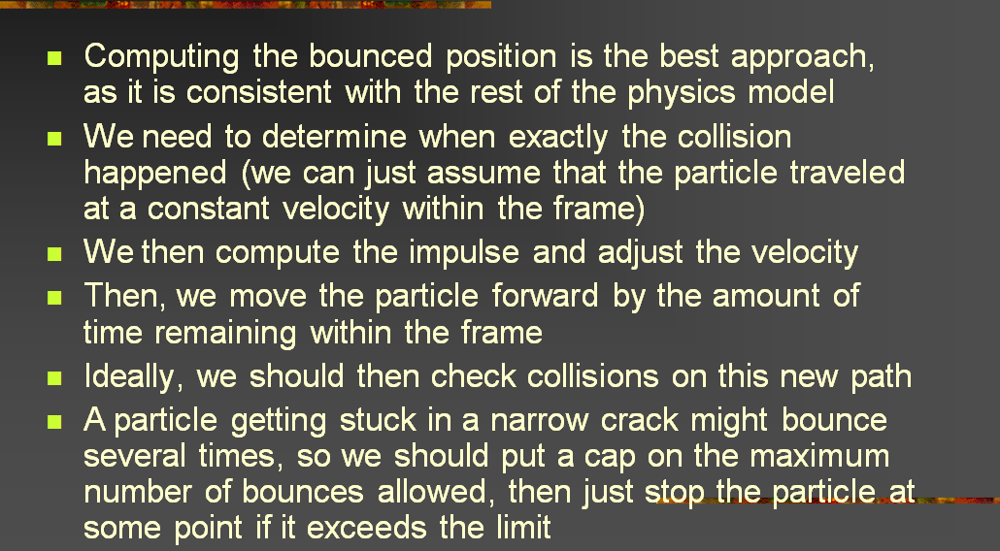 Computing the bounced position is the best approach,
as it is consistent with the rest of the physics model
We need to determine when exactly the collision
happened (we can just assume that the particle traveled
at a constant velocity within the frame)
We then compute the impulse and adjust the velocity
Then, we move the particle forward by the amount of
time remaining within the frame
Ideally, we should then check collisions on this new path
A particle getting stuck in a narrow crack might bounce
several times, so we should put a cap on the maximum
number of bounces allowed, then just stop the particle at
some point if it exceeds the limit